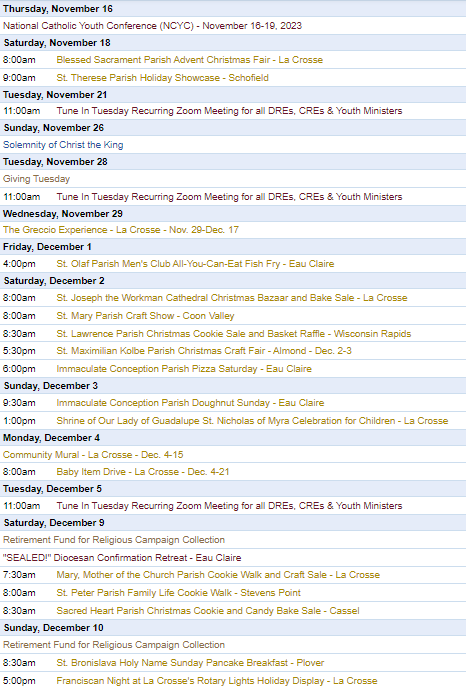 Thursday, November 16
National Catholic Youth Conference (NCYC) - November 16-19, 2023
Saturday, November 18
8:00am Blessed Sacrament Parish Advent Christmas Fair - La Crosse
9:00am St. Therese Parish Holiday Showcase - Schofield
Tuesday, November 21
11:00am Tune In Tuesday Recurring Zoom Meeting for all DREs, CREs & Youth Ministers
Sunday, November 26
Solemnity of Christ the King
Tuesday, November 28
Giving Tuesday
11:00am Tune In Tuesday Recurring Zoom Meeting for all DREs, CREs & Youth Ministers
Wednesday, November 29
The Greccio Experience - La Crosse - Nov. 29-Dec. 17
Friday, December 1
4:00pm St. Olaf Parish Men's Club All-You-Can-Eat Fish Fry - Eau Claire
Saturday, December 2
8:00am St. Joseph the Workman Cathedral Christmas Bazaar and Bake Sale - La Crosse
8:00am St. Mary Parish Craft Show - Coon Valley
8:30am St. Lawrence Parish Christmas Cookie Sale and Basket Raffle - Wisconsin Rapids
5:30pm St. Maximilian Kolbe Parish Christmas Craft Fair - Almond - Dec. 2-3
6:00pm Immaculate Conception Parish Pizza Saturday - Eau Claire
Sunday, December 3
9:30am Immaculate Conception Parish Doughnut Sunday - Eau Claire
1:00pm Shrine of Our Lady of Guadalupe St. Nicholas of Myra Celebration for Children - La Crosse
Monday, December 4
Community Mural - La Crosse - Dec. 4-15
8:00am Baby Item Drive - La Crosse - Dec. 4-21
Tuesday, December 5
11:00am Tune In Tuesday Recurring Zoom Meeting for all DREs, CREs & Youth Ministers
Saturday, December 9
Retirement Fund for Religious Campaign Collection
"SEALED!" Diocesan Confirmation Retreat - Eau Claire
7:30am Mary, Mother of the Church Parish Cookie Walk and Craft Sale - La Crosse
8:00am St. Peter Parish Family Life Cookie Walk - Stevens Point
8:30am Sacred Heart Parish Christmas Cookie and Candy Bake Sale - Cassel
Sunday, December 10
Retirement Fund for Religious Campaign Collection
8:30am St. Bronislava Holy Name Sunday Pancake Breakfast - Plover
5:00pm Franciscan Night at La Crosse's Rotary Lights Holiday Display - La Crosse